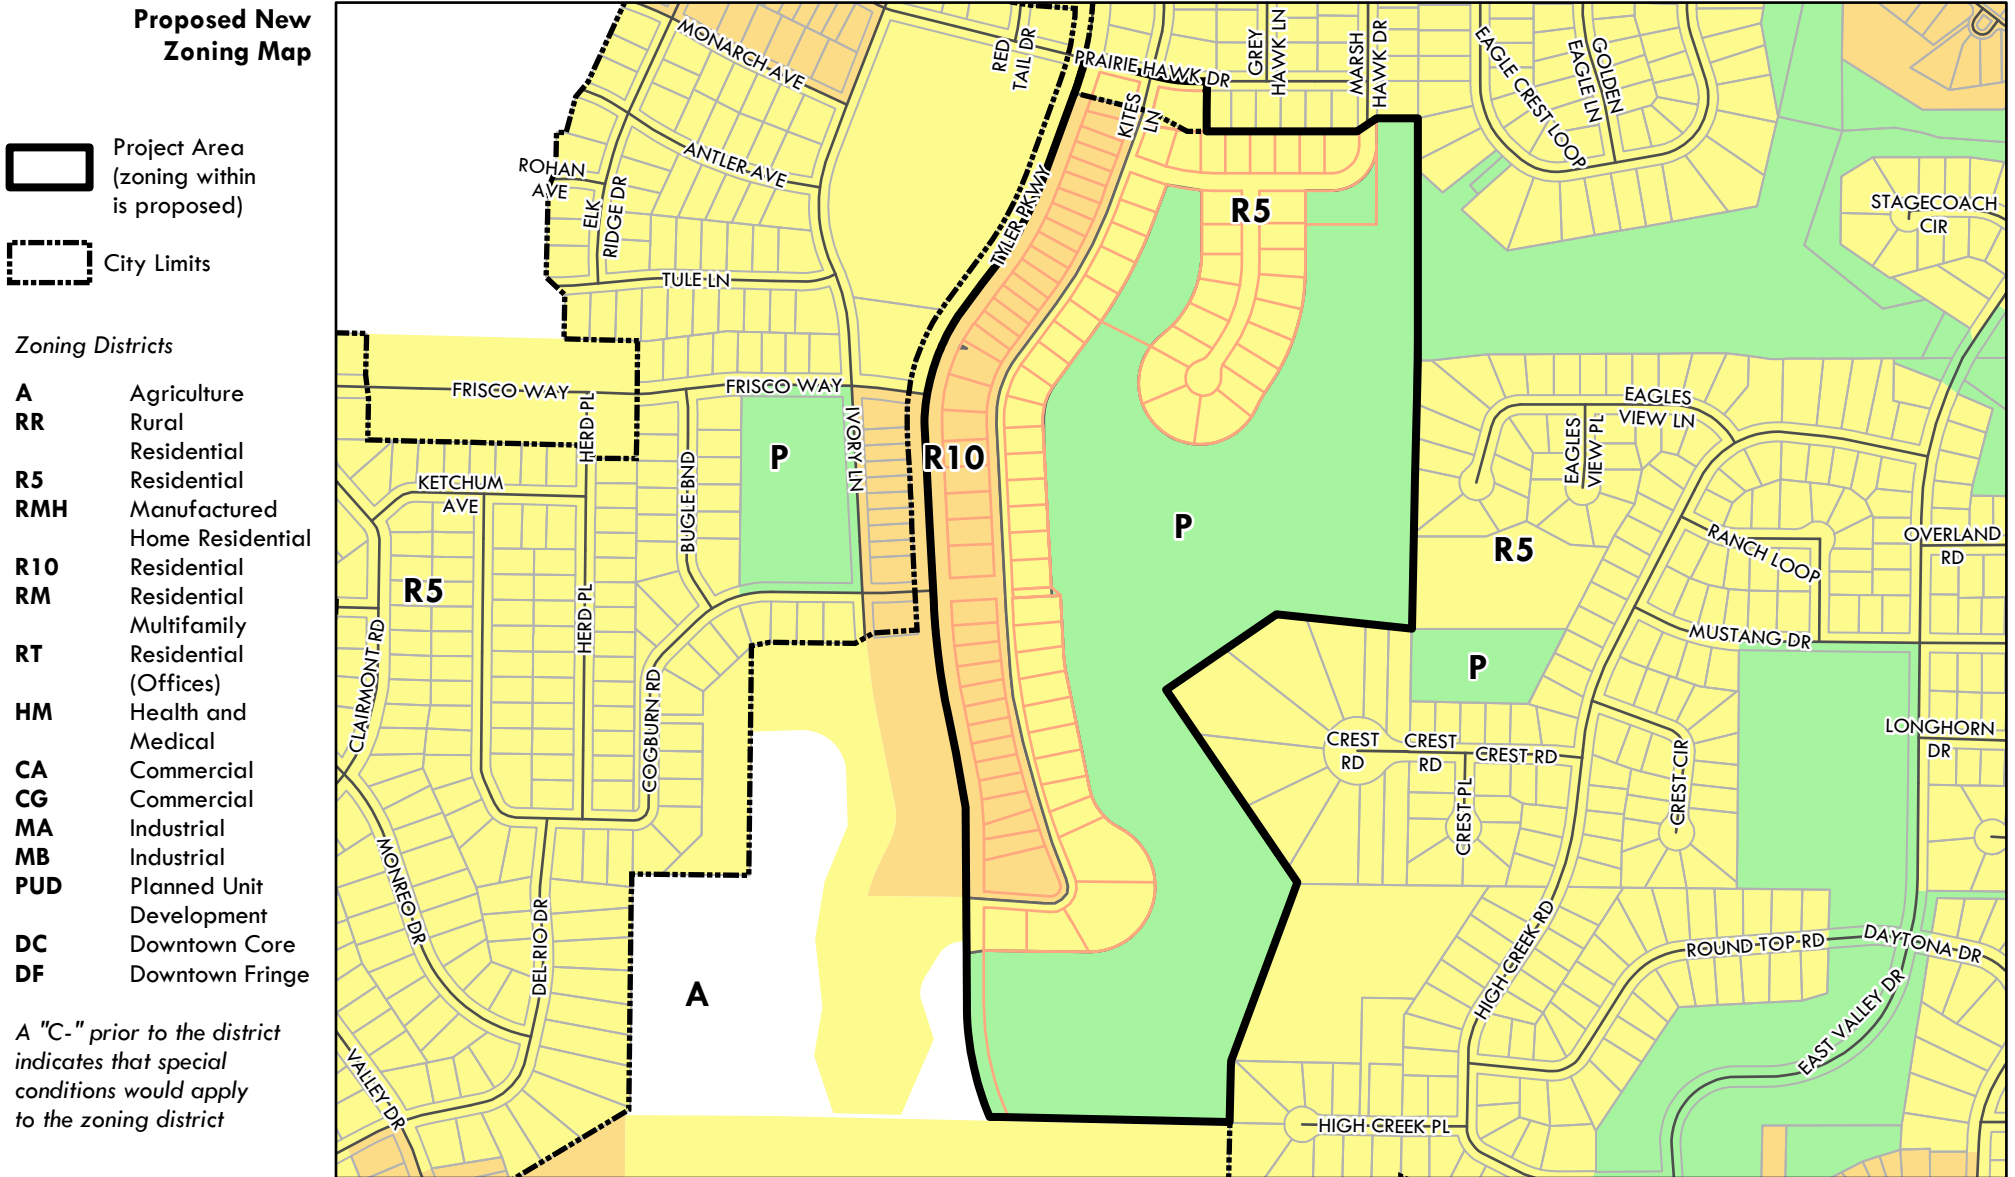 Proposed New
Zoning Map
Project Area
(zoning within
is proposed)
City Limits
Zoning Districts
A Agriculture
RR Rural
Residential
R5 Residential
RMH Manufactured
Home Residential
R10 Residential
RM Residential
Multifamily
RT Residential
(Offices)
HM Health and
Medical
CA Commercial
CG Commercial
MA Industrial
MB Industrial
PUD Planned Unit
Development
DC Downtown Core
DF Downtown Fringe
A "C-" prior to the district
indicates that special
conditions would apply
to the zoning district
MONARCH AVE
RED
TAIL DR
PRAIRIE HAWK DR
GREY
HAWK LN
MARSH
HAWK DR
EAGLE CREST LOOP
GOLDEN
EAGLE LN
KITES
LN
ROHAN
AVE
ANTLER AVE
ELK
RIDGE DR
TYLER PKWY
R5
STAGECOACH
CIR
TULE LN
FRISCO WAY
FRISCO WAY
HERD PL
IVORY LN
BUGLE BND
P
R10
P
EAGLES
VIEW LN
EAGLES
VIEW PL
KETCHUM
AVE
R5
R5
RANCH LOOP
OVERLAND
RD
HERD PL
CLAIRMONT RD
COGBURN RD
MUSTANG DR
P
LONGHORN
DR
CREST
RD
CREST
RD
CREST RD
CREST PL
CREST CIR
MONREO DR
DEL RIO DR
A
HIGH CREEK RD
ROUND TOP RD
DAYTONA DR
EAST VALLEY DR
VALLEY DR
HIGH CREEK PL